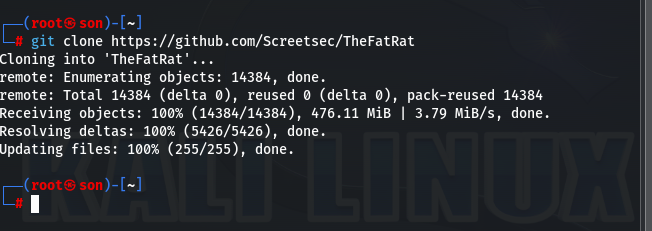 ┌──(root㉿son)-[~]
└─# git clone https://github.com/Screetsec/TheFatRat
Cloning into 'TheFatRat'...
remote: Enumerating objects: 14384, done.
remote: Total 14384 (delta 0), reused 0 (delta 0), pack-reused 14384
Receiving objects: 100% (14384/14384), 476.11 MiB | 3.79 MiB/s, done.
Resolving deltas: 100% (5426/5426), done.
Updating files: 100% (255/255), done.
┌──(root㉿son)-[~]
└─#
KALI LINUX